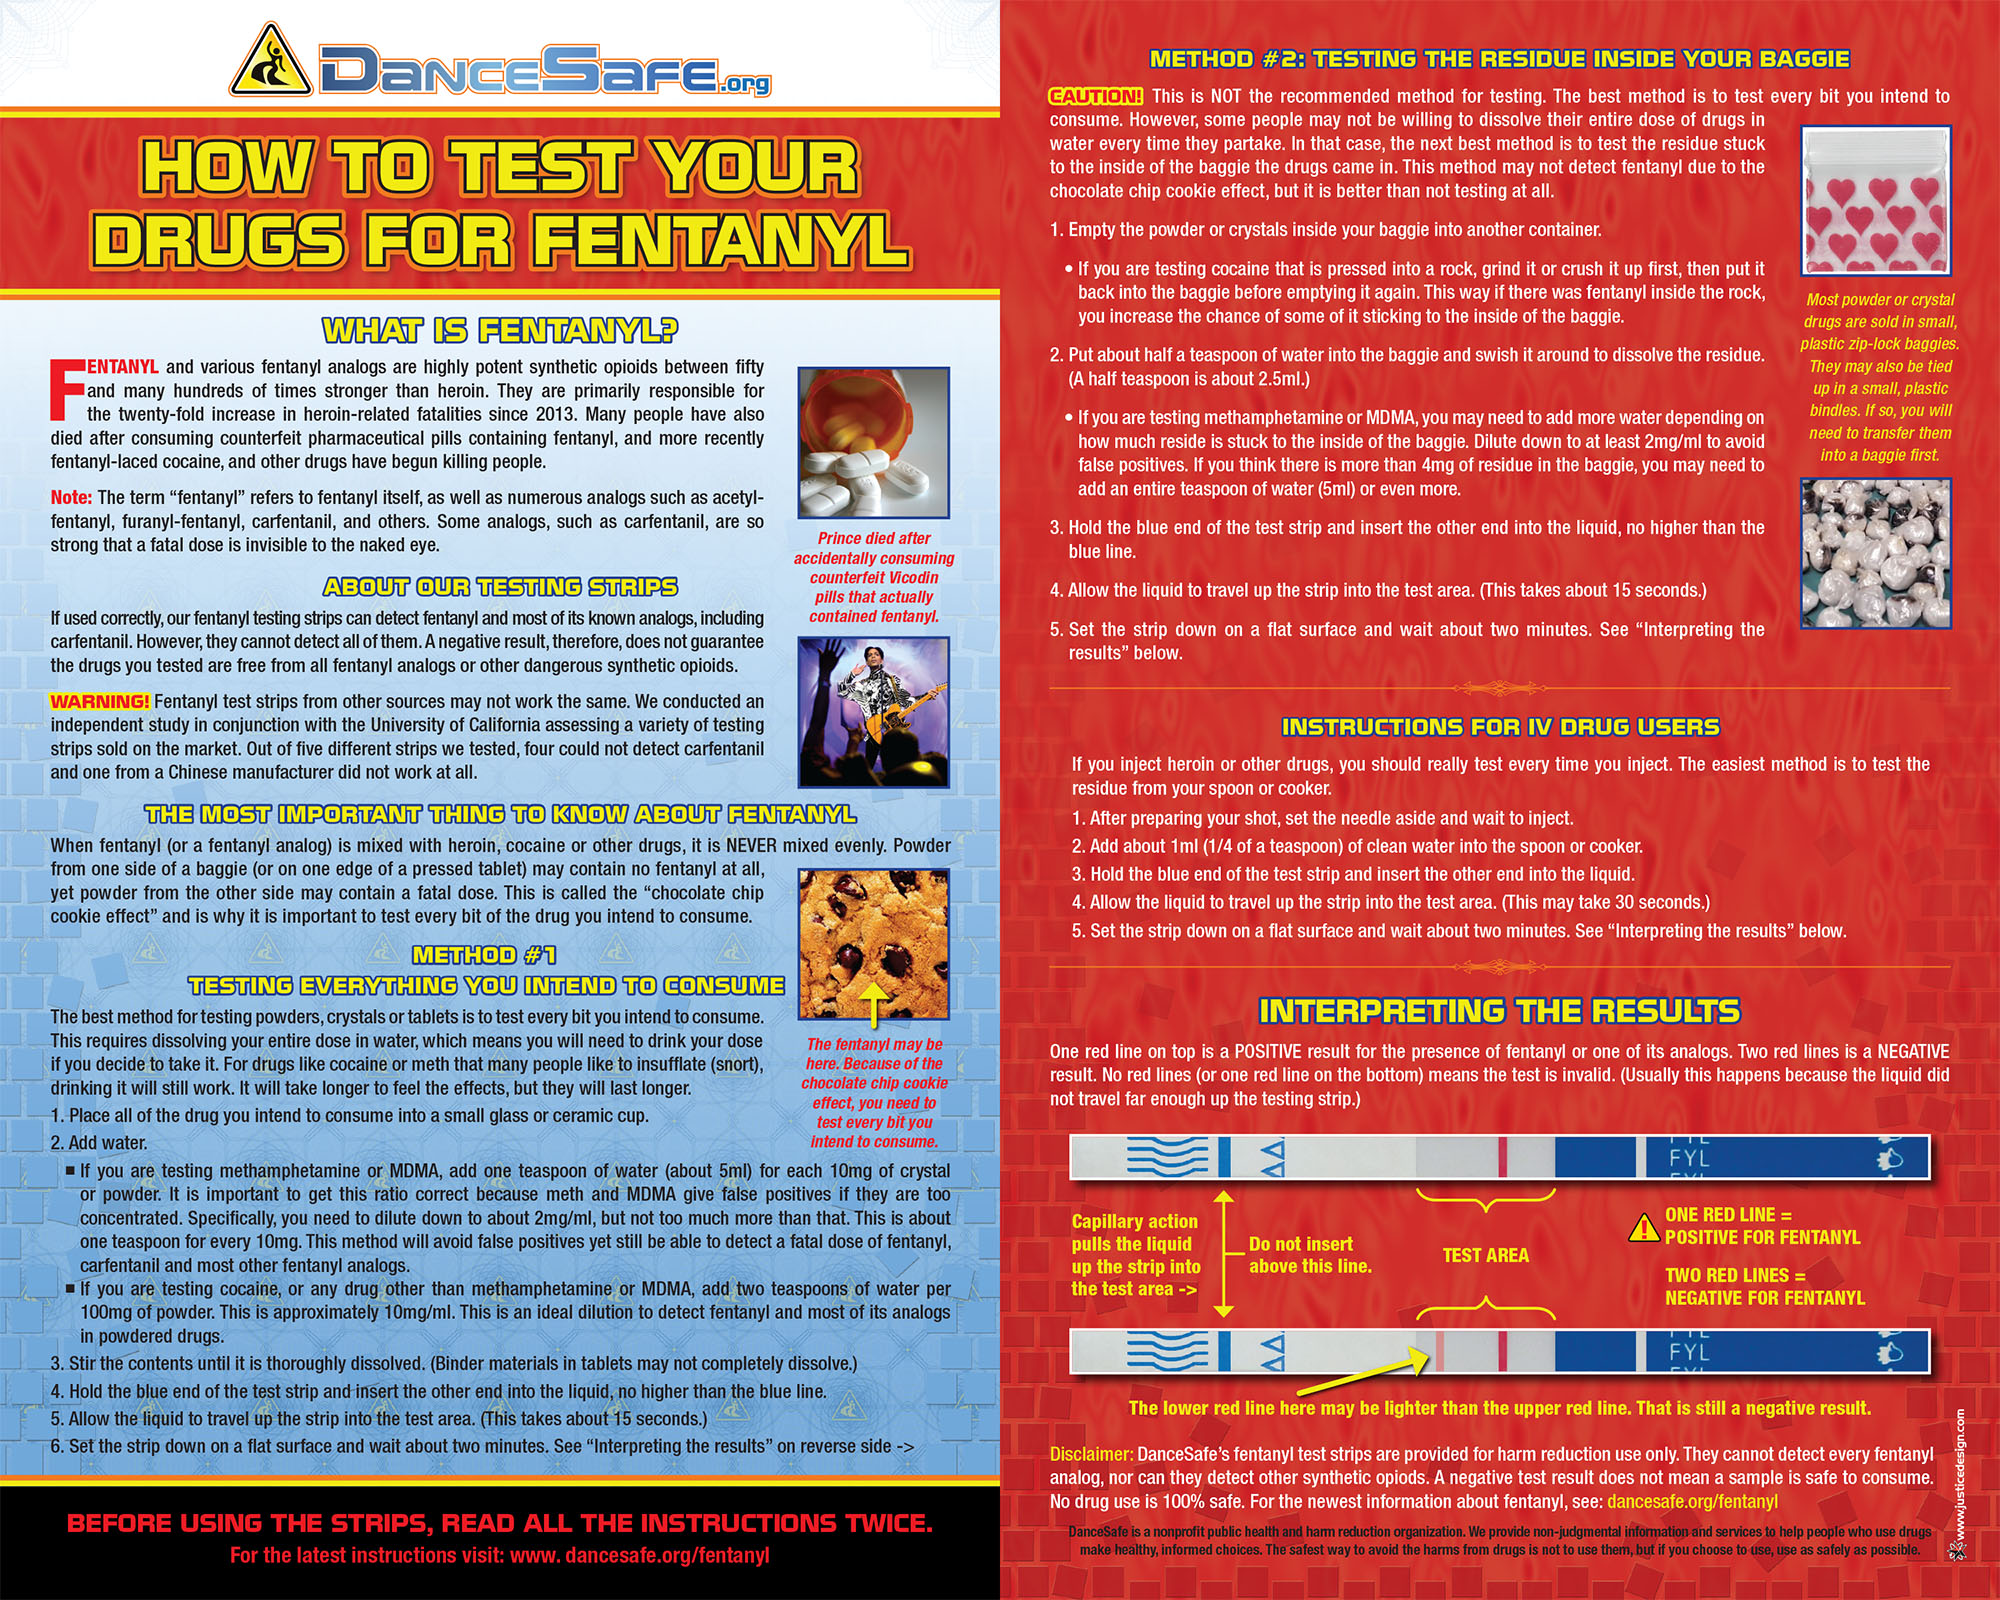 DANCESAFE.org
HOW TO TEST YOUR
DRUGS FOR FENTANYL
WHAT IS FENTANYL?
FENTANYL and various fentanyl analogs are highly potent synthetic opioids between fifty
and many hundreds of times stronger than heroin. They are primarily responsible for
the twenty-fold increase in heroin-related fatalities since 2013. Many people have also
died after consuming counterfeit pharmaceutical pills containing fentanyl, and more recently
fentanyl-laced cocaine, and other drugs have begun killing people.
Note: The term “fentanyl” refers to fentanyl itself, as well as numerous analogs such as acetyl-
fentanyl, furanyl-fentanyl, carfentanil, and others. Some analogs, such as carfentanil, are so
strong that a fatal dose is invisible to the naked eye.
Prince died after
accidentally consuming
counterfeit Vicodin
pills that actually
contained fentanyl.
ABOUT OUR TESTING STRIPS
If used correctly, our fentanyl testing strips can detect fentanyl and most of its known analogs, including
carfentanil. However, they cannot detect all of them. A negative result, therefore, does not guarantee
the drugs you tested are free from all fentanyl analogs or other dangerous synthetic opioids.
WARNING! Fentanyl test strips from other sources may not work the same. We conducted an
independent study in conjunction with the University of California assessing a variety of testing
strips sold on the market. Out of five different strips we tested, four could not detect carfentanil
and one from a Chinese manufacturer did not work at all.
THE MOST IMPORTANT THING TO KNOW ABOUT FENTANYL
When fentanyl (or a fentanyl analog) is mixed with heroin, cocaine or other drugs, it is NEVER mixed evenly. Powder
from one side of a baggie (or on one edge of a pressed tablet) may contain no fentanyl at all,
yet powder from the other side may contain a fatal dose. This is called the “chocolate chip
cookie effect” and is why it is important to test every bit of the drug you intend to consume.
METHOD #1
TESTING EVERYTHING YOU INTEND TO CONSUME
The best method for testing powders, crystals or tablets is to test every bit you intend to consume.
This requires dissolving your entire dose in water, which means you will need to drink your dose
if you decide to take it. For drugs like cocaine or meth that many people like to insufflate (snort),
drinking it will still work. It will take longer to feel the effects, but they will last longer.
The fentanyl may be
here. Because of the
chocolate chip cookie
effect, you need to
test every bit you
intend to consume.
1. Place all of the drug you intend to consume into a small glass or ceramic cup.
2. Add water.
■ If you are testing methamphetamine or MDMA, add one teaspoon of water (about 5ml) for each 10mg of crystal
or powder. It is important to get this ratio correct because meth and MDMA give false positives if they are too
concentrated. Specifically, you need to dilute down to about 2mg/ml, but not too much more than that. This is about
one teaspoon for every 10mg. This method will avoid false positives yet still be able to detect a fatal dose of fentanyl,
carfentanil and most other fentanyl analogs.
■ If you are testing cocaine, or any drug other than methamphetamine or MDMA, add two teaspoons of water per
100mg of powder. This is approximately 10mg/ml. This is an ideal dilution to detect fentanyl and most of its analogs
in powdered drugs.
3. Stir the contents until it is thoroughly dissolved. (Binder materials in tablets may not completely dissolve.)
4. Hold the blue end of the test strip and insert the other end into the liquid, no higher than the blue line.
5. Allow the liquid to travel up the strip into the test area. (This takes about 15 seconds.)
6. Set the strip down on a flat surface and wait about two minutes. See “Interpreting the results” on reverse side ->
BEFORE USING THE STRIPS, READ ALL THE INSTRUCTIONS TWICE.
For the latest instructions visit: www. dancesafe.org/fentanyl
METHOD #2: TESTING THE RESIDUE INSIDE YOUR BAGGIE
CAUTION! This is NOT the recommended method for testing. The best method is to test every bit you intend to
consume. However, some people may not be willing to dissolve their entire dose of drugs in
water every time they partake. In that case, the next best method is to test the residue stuck
to the inside of the baggie the drugs came in. This method may not detect fentanyl due to the
chocolate chip cookie effect, but it is better than not testing at all.
1. Empty the powder or crystals inside your baggie into another container.
• If you are testing cocaine that is pressed into a rock, grind it or crush it up first, then put it
back into the baggie before emptying it again. This way if there was fentanyl inside the rock,
you increase the chance of some of it sticking to the inside of the baggie.
2. Put about half a teaspoon of water into the baggie and swish it around to dissolve the residue.
(A half teaspoon is about 2.5ml.)
• If you are testing methamphetamine or MDMA, you may need to add more water depending on
how much reside is stuck to the inside of the baggie. Dilute down to at least 2mg/ml to avoid
false positives. If you think there is more than 4mg of residue in the baggie, you may need to
add an entire teaspoon of water (5ml) or even more.
3. Hold the blue end of the test strip and insert the other end into the liquid, no higher than the
blue line.
4. Allow the liquid to travel up the strip into the test area. (This takes about 15 seconds.)
5. Set the strip down on a flat surface and wait about two minutes. See “Interpreting the
results” below.
Most powder or crystal
drugs are sold in small,
plastic zip-lock baggies.
They may also be tied
up in a small, plastic
bindles. If so, you will
need to transfer them
into a baggie first.
INSTRUCTIONS FOR IV DRUG USERS
If you inject heroin or other drugs, you should really test every time you inject. The easiest method is to test the
residue from your spoon or cooker.
1. After preparing your shot, set the needle aside and wait to inject.
2. Add about 1ml (1/4 of a teaspoon) of clean water into the spoon or cooker.
3. Hold the blue end of the test strip and insert the other end into the liquid.
4. Allow the liquid to travel up the strip into the test area. (This may take 30 seconds.)
5. Set the strip down on a flat surface and wait about two minutes. See “Interpreting the results” below.
INTERPRETING THE RESULTS
One red line on top is a POSITIVE result for the presence of fentanyl or one of its analogs. Two red lines is a NEGATIVE
result. No red lines (or one red line on the bottom) means the test is invalid. (Usually this happens because the liquid did
not travel far enough up the testing strip.)
FYL
Capillary action
pulls the liquid
up the strip into
the test area ->
Do not insert
above this line.
TEST AREA
ONE RED LINE =
POSITIVE FOR FENTANYL
TWO RED LINES =
NEGATIVE FOR FENTANYL
FYL
The lower red line here may be lighter than the upper red line. That is still a negative result.
Disclaimer: DanceSafe’s fentanyl test strips are provided for harm reduction use only. They cannot detect every fentanyl
analog, nor can they detect other synthetic opiods. A negative test result does not mean a sample is safe to consume.
No drug use is 100% safe. For the newest information about fentanyl, see: dancesafe.org/fentanyl
DanceSafe is a nonprofit public health and harm reduction organization. We provide non-judgmental information and services to help people who use drugs
make healthy, informed choices. The safest way to avoid the harms from drugs is not to use them, but if you choose to use, use as safely as possible.
www.justicedesign.com